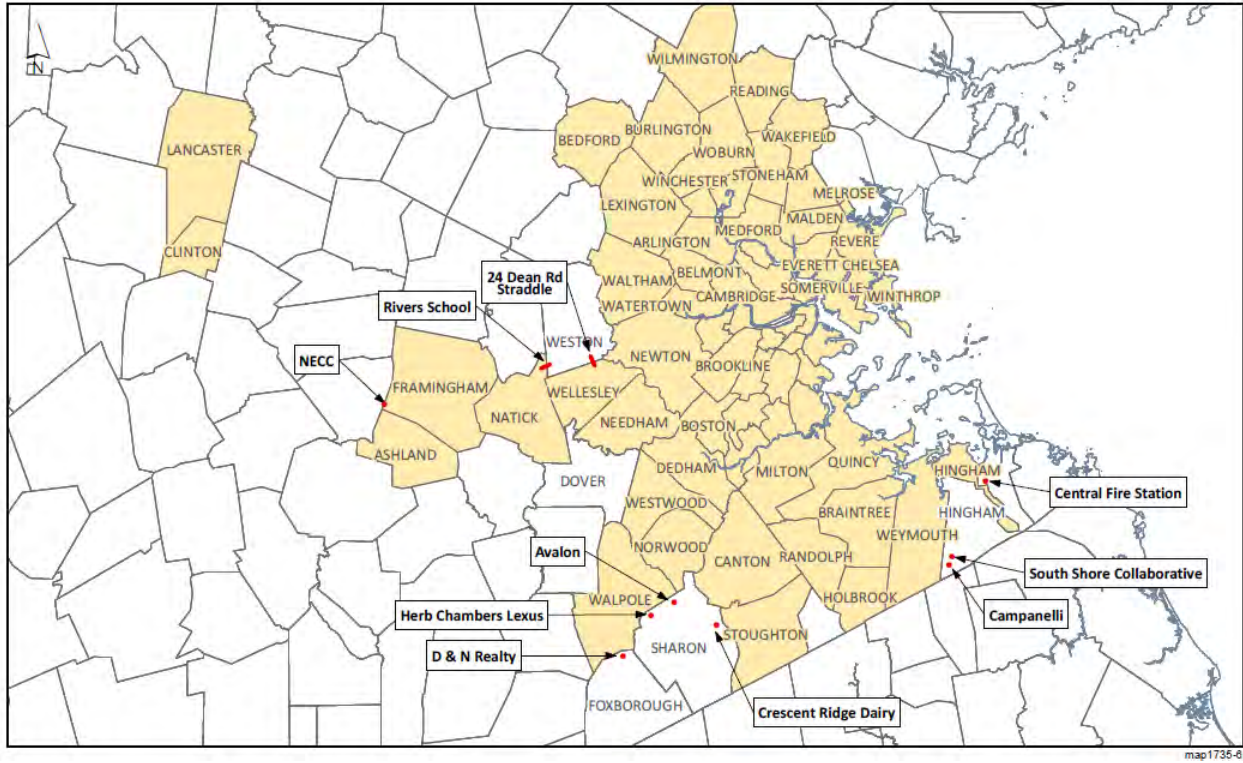 WILMINGTON
READING
BURLINGTON
WAKEFIELD
BEDFORD
WOBURN
LANCASTER
STONEHAM
WINCHESTER
MELROSE
LEXINGTON
MALDEN
MEDFORD
ARLINGTON
REVERE
CLINTON
24 Dean Rd
Straddle
BELMONT
EVERETT
CHELSEA
WALTHAM
SOMERVILLE
WINTHROP
CAMBRIDGE
WATERTOWN
Rivers School
WESTON
NECC
NEWTON
BROOKLINE
FRAMINGHAM
WELLESLEY
NATICK
NEEDHAM
BOSTON
ASHLAND
QUINCY
DEDHAM
MILTON
HINGHAM
DOVER
Central Fire Station
WESTWOOD
BRAINTREE
HINGHAM
WEYMOUTH
Avalon
NORWOOD
CANTON
RANDOLPH
South Shore Collaborative
WALPOLE
HOLBROOK
Herb Chambers Lexus
Campanelli
STOUGHTON
SHARON
D & N Realty
FOXBOROUGH
Crescent Ridge Dairy
N
map1735-6